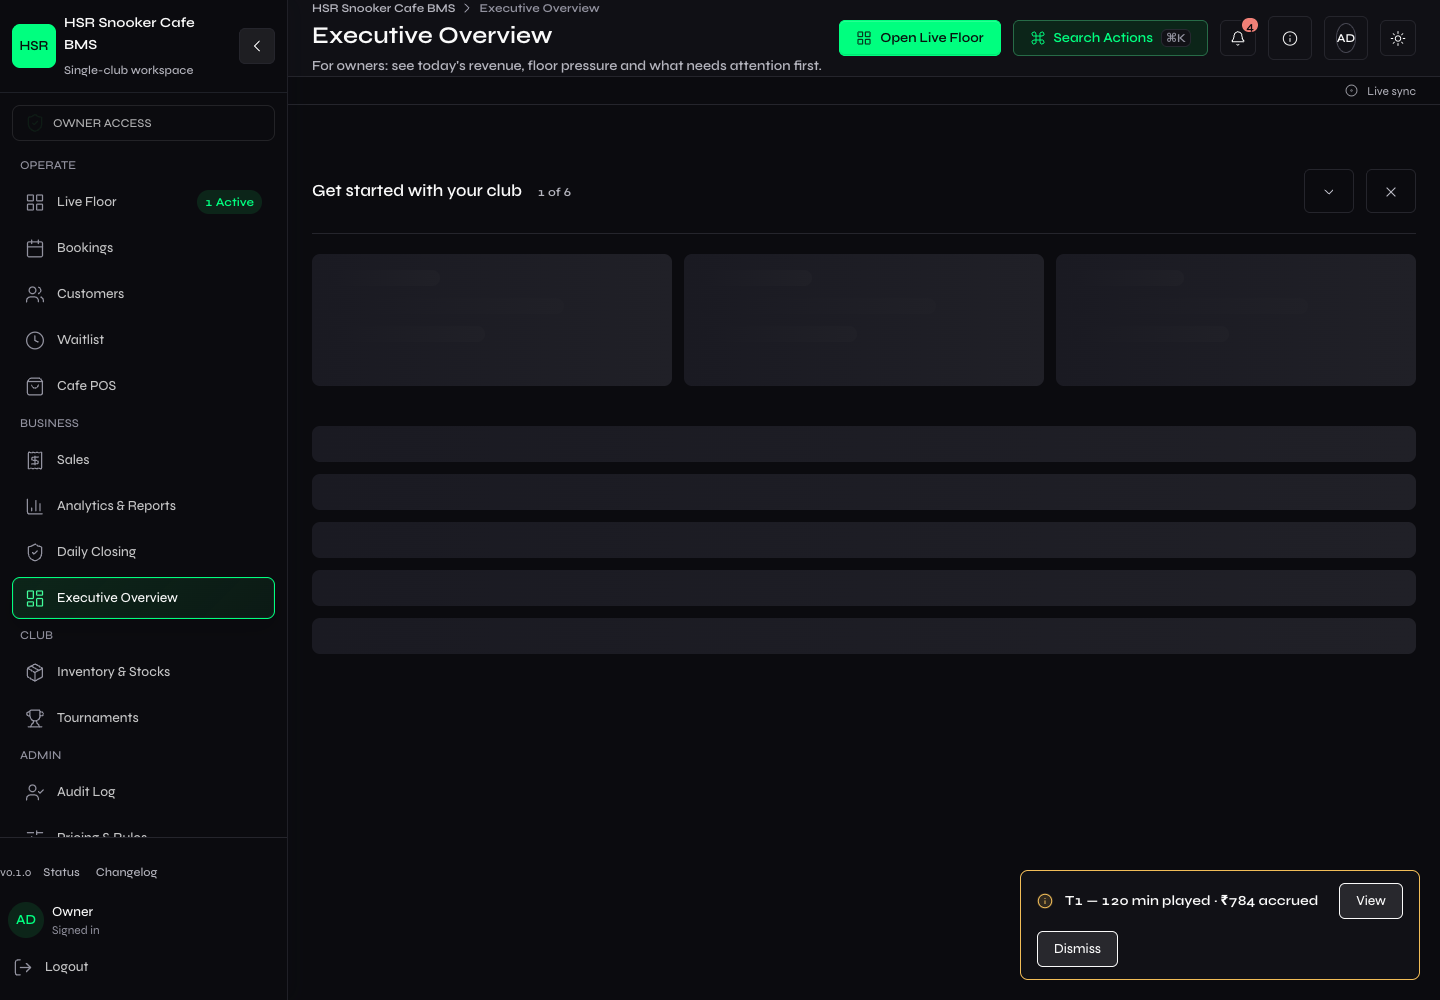 HSR
HSR Snooker Cafe
BMS
Single-club workspace
OWNER ACCESS
OPERATE
Live Floor
1 Active
Bookings
Customers
Waitlist
Cafe POS
BUSINESS
Sales
Analytics & Reports
Daily Closing
Executive Overview
CLUB
Inventory & Stocks
Tournaments
ADMIN
Audit Log
Pricing & Rules
v0.1.0 Status Changelog
AD
Owner
Signed in
Logout
HSR Snooker Cafe BMS > Executive Overview
Executive Overview
For owners: see today's revenue, floor pressure and what needs attention first.
Open Live Floor
Search Actions ⌘K
4
AD
Live sync
Get started with your club 1 of 6
T1 — 120 min played · ₹784 accrued
View
Dismiss